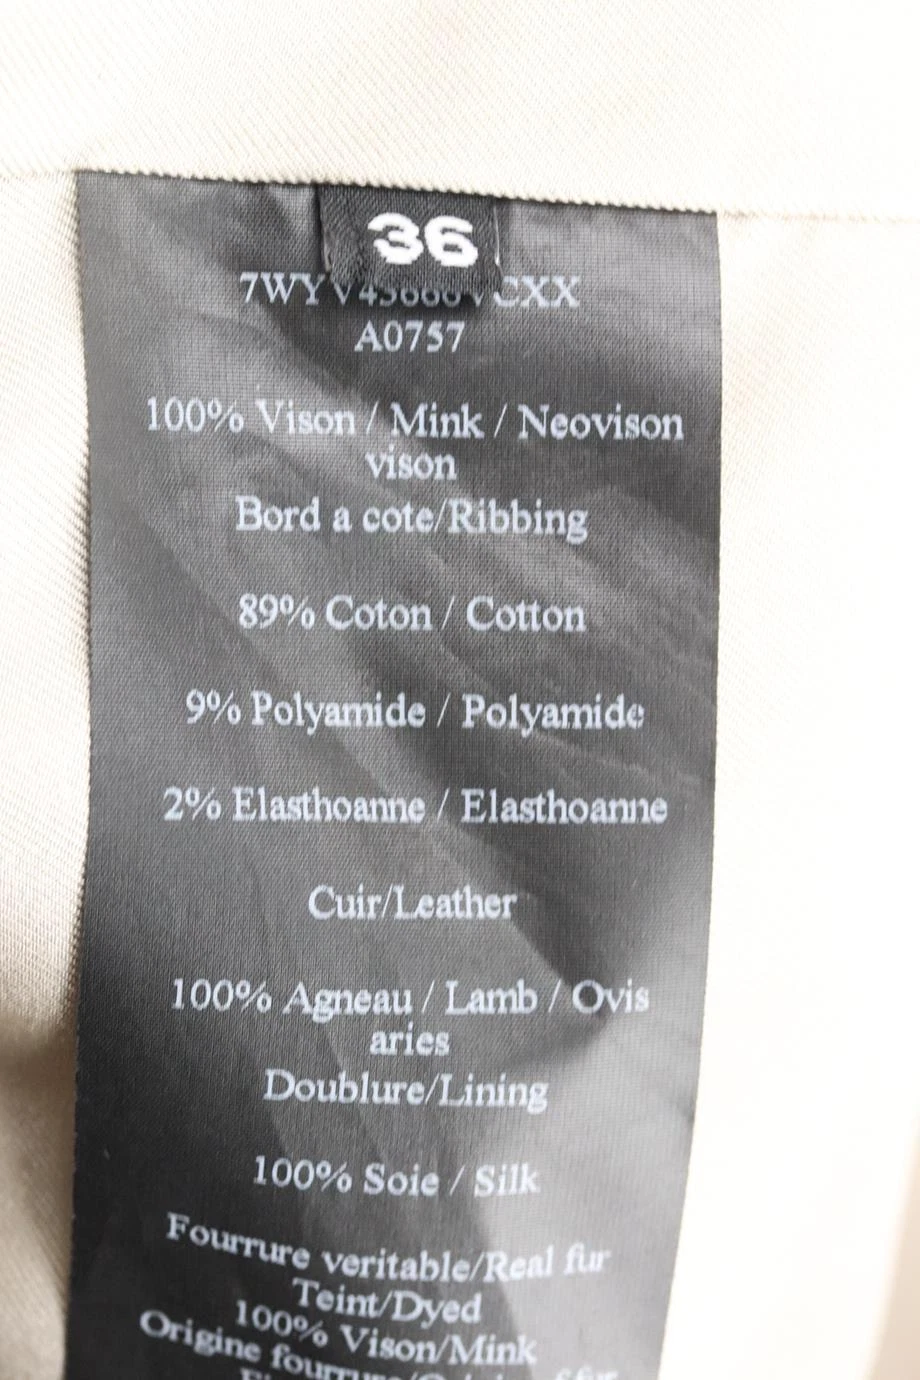 36
A0757
100% Vison / Mink / Neovison
vison
Bord a cote/Ribbing
89% Coton / Cotton
9% Polyamide / Polyamide
2% Elasthoanne / Elasthoanne
Cuir/Leather
100% Agneau / Lamb / Ovis
aries
Doublure/Lining
100% Soie / Silk
Fourrure veritable/Real fur
Teint/Dyed
100% Vison/Mink
Origine